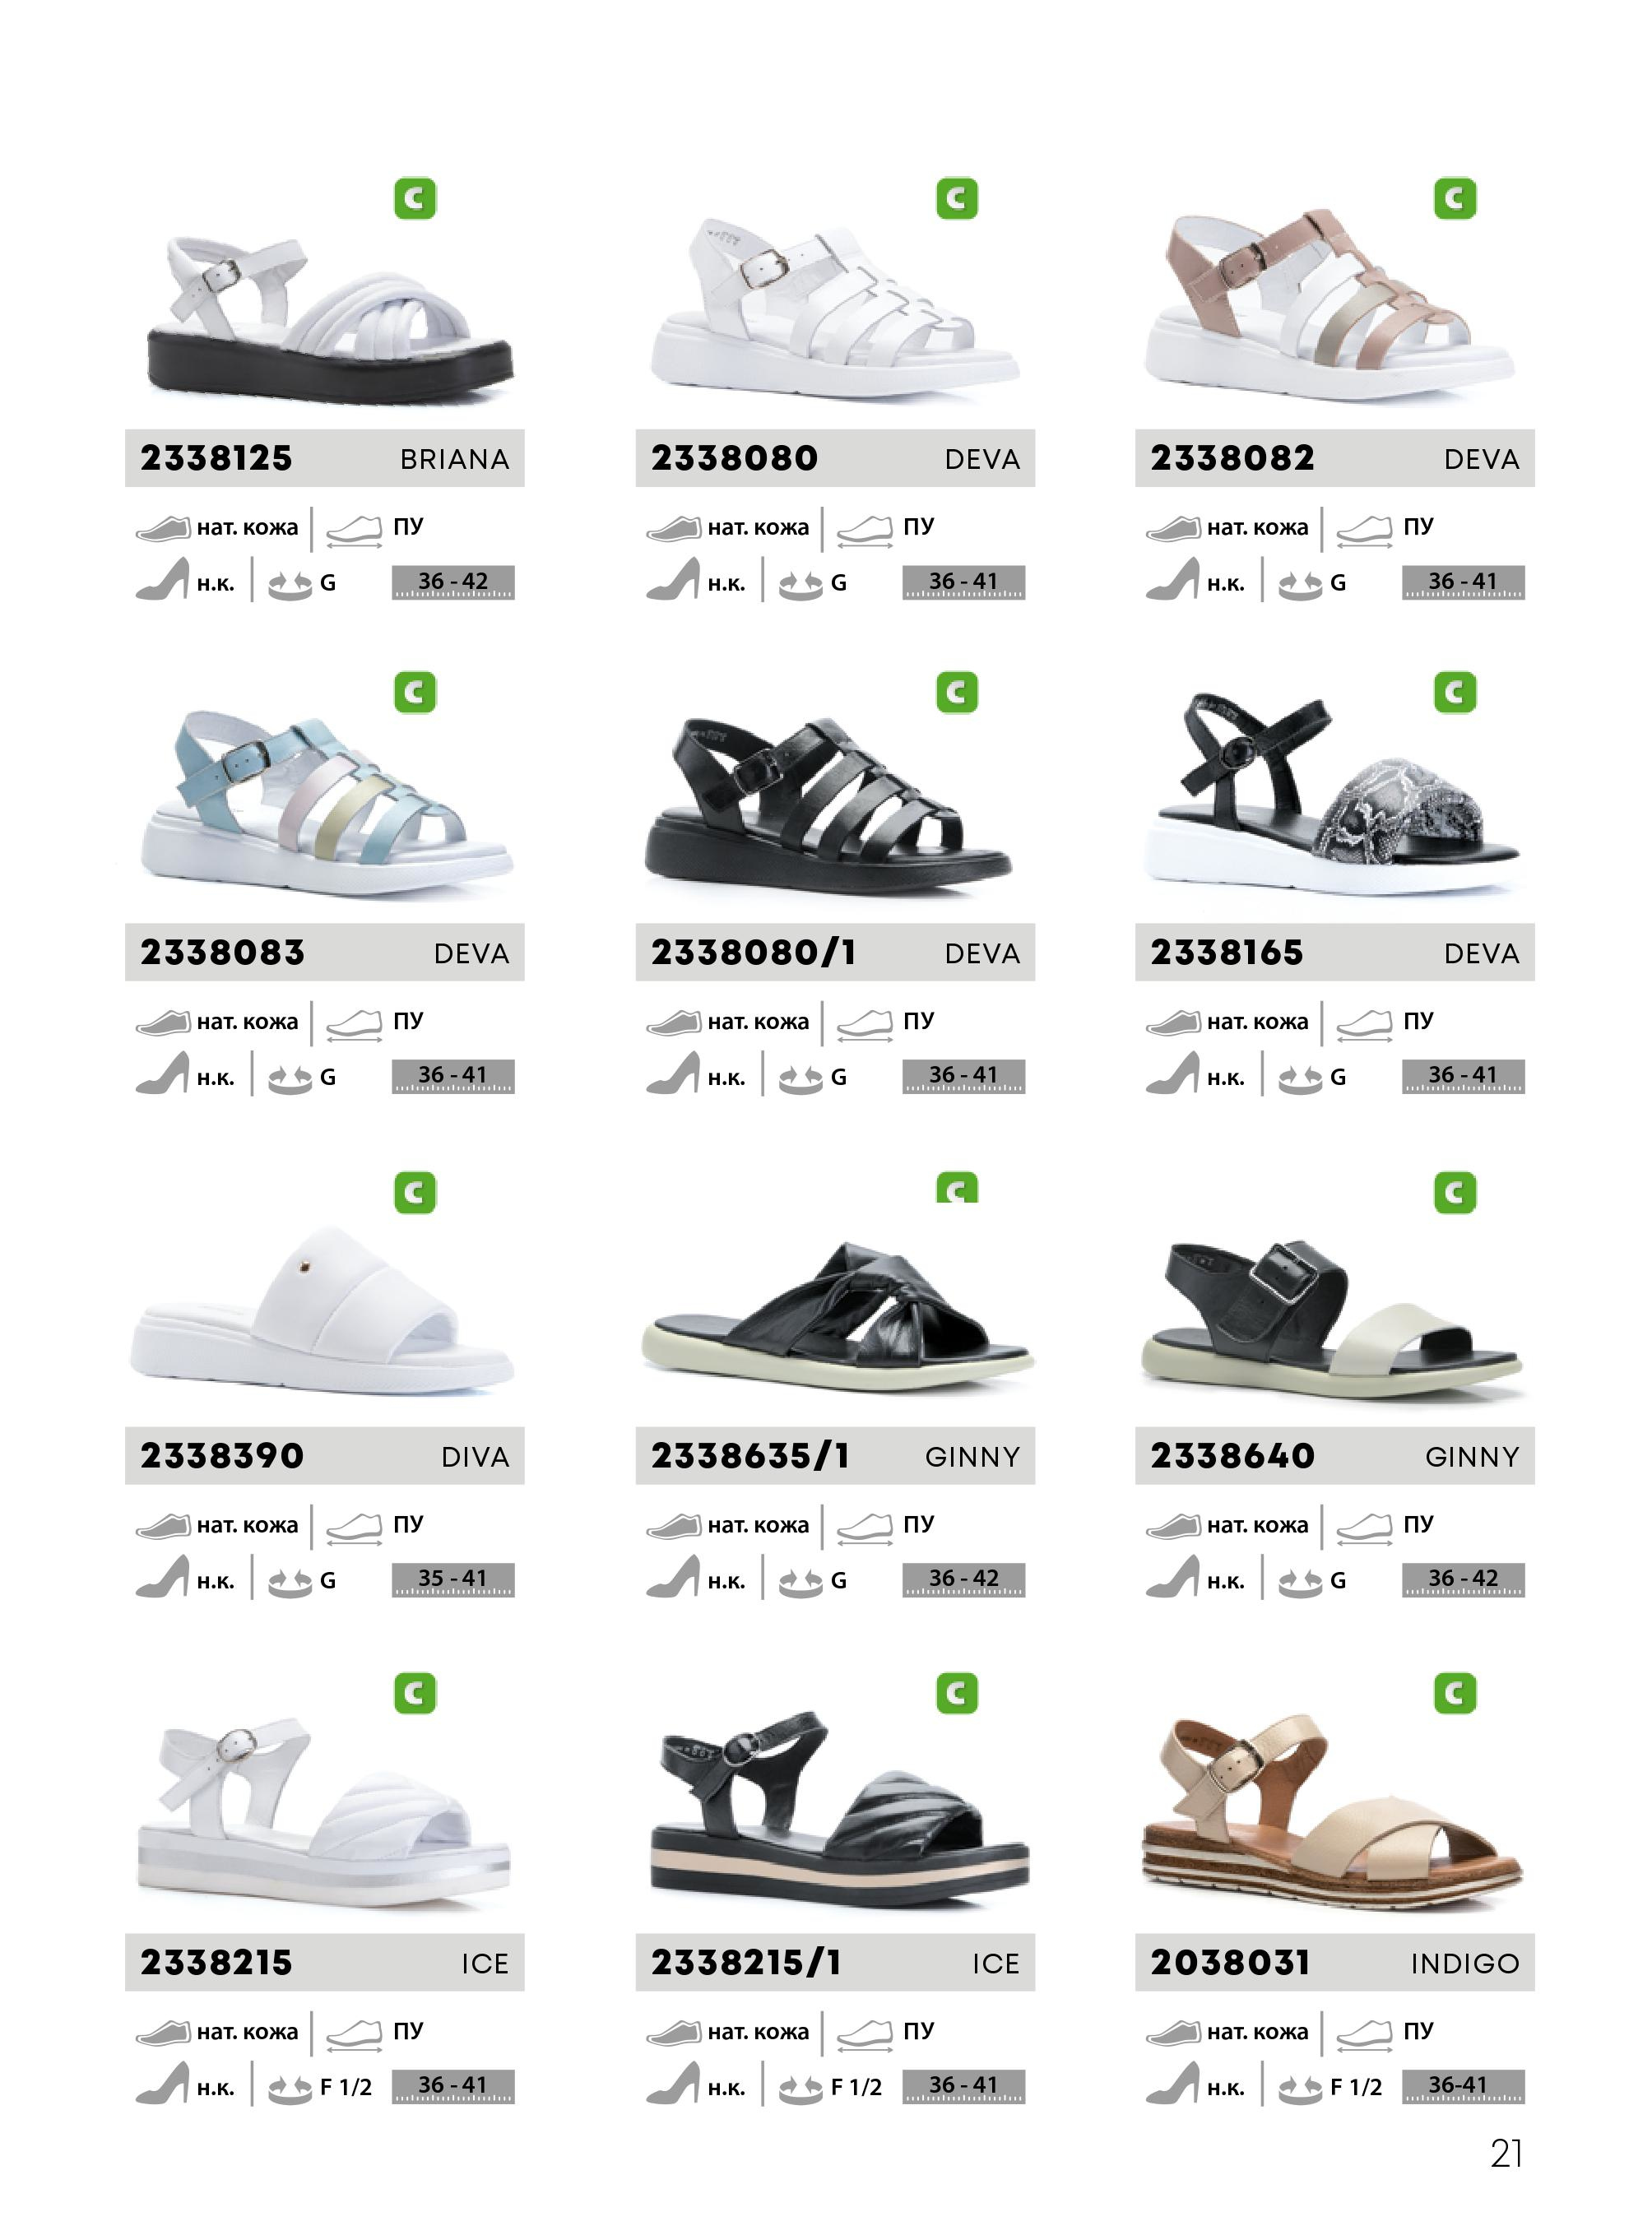 C C C
2338125 BRIANA 2338080 DEVA 2338082 DEVA
нат. кожа ПУ нат. кожа ПУ нат. кожа ПУ
н.к. G 36 - 42 н.к. G 36 - 41 н.к. G 36 - 41
C C C
2338083 DEVA 2338080/1 DEVA 2338165 DEVA
нат. кожа ПУ нат. кожа ПУ нат. кожа ПУ
н.к. G 36 - 41 н.к. G 36 - 41 н.к. G 36 - 41
C C C
2338390 DIVA 2338635/1 GINNY 2338640 GINNY
нат. кожа ПУ нат. кожа ПУ нат. кожа ПУ
н.к. G 35 - 41 н.к. G 36 - 42 н.к. G 36 - 42
C C C
2338215 ICE 2338215/1 ICE 2038031 INDIGO
нат. кожа ПУ нат. кожа ПУ нат. кожа ПУ
н.к. F 1/2 36 - 41 н.к. F 1/2 36 - 41 н.к. F 1/2 36-41
21